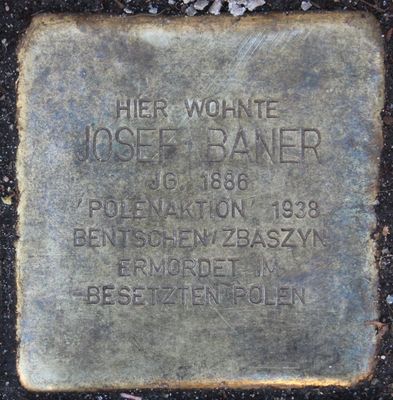 HIER WOHNTE
JOSEF BANER
JG. 1886
'POLENAKTION' 1938
BENTSCHEN/ZBASZYN
ERMORDET IM
BESETZTEN POLEN